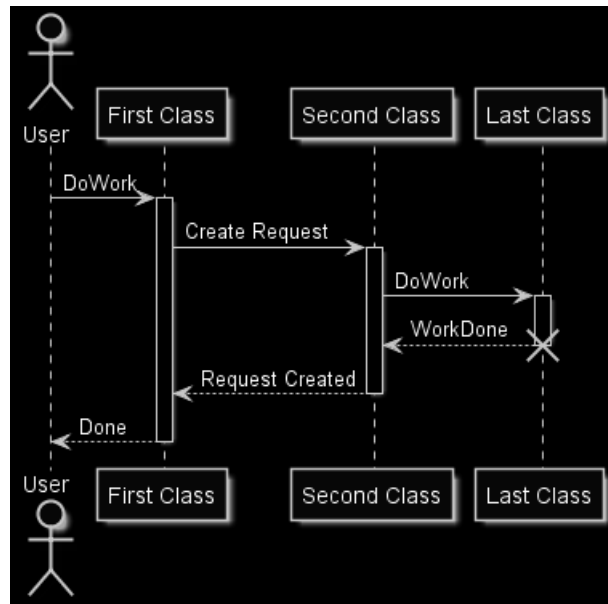 User
First Class
Second Class
Last Class
DoWork
Create Request
DoWork
WorkDone
Request Created
Done
User
First Class
Second Class
Last Class